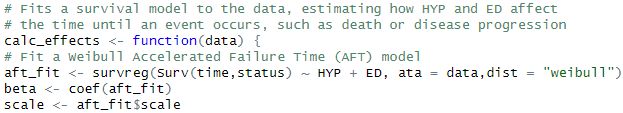 # Fits a survival model to the data, estimating how HYP and ED affect
# the time until an event occurs, such as death or disease progression
calc_effects <- function(data) {
# Fit a Weibull Accelerated Failure Time (AFT) model
aft_fit <- survreg(Surv(time,status) ~ HYP + ED, ata = data,dist = "weibull")
beta <- coef(aft_fit)
scale <- aft_fit$scale